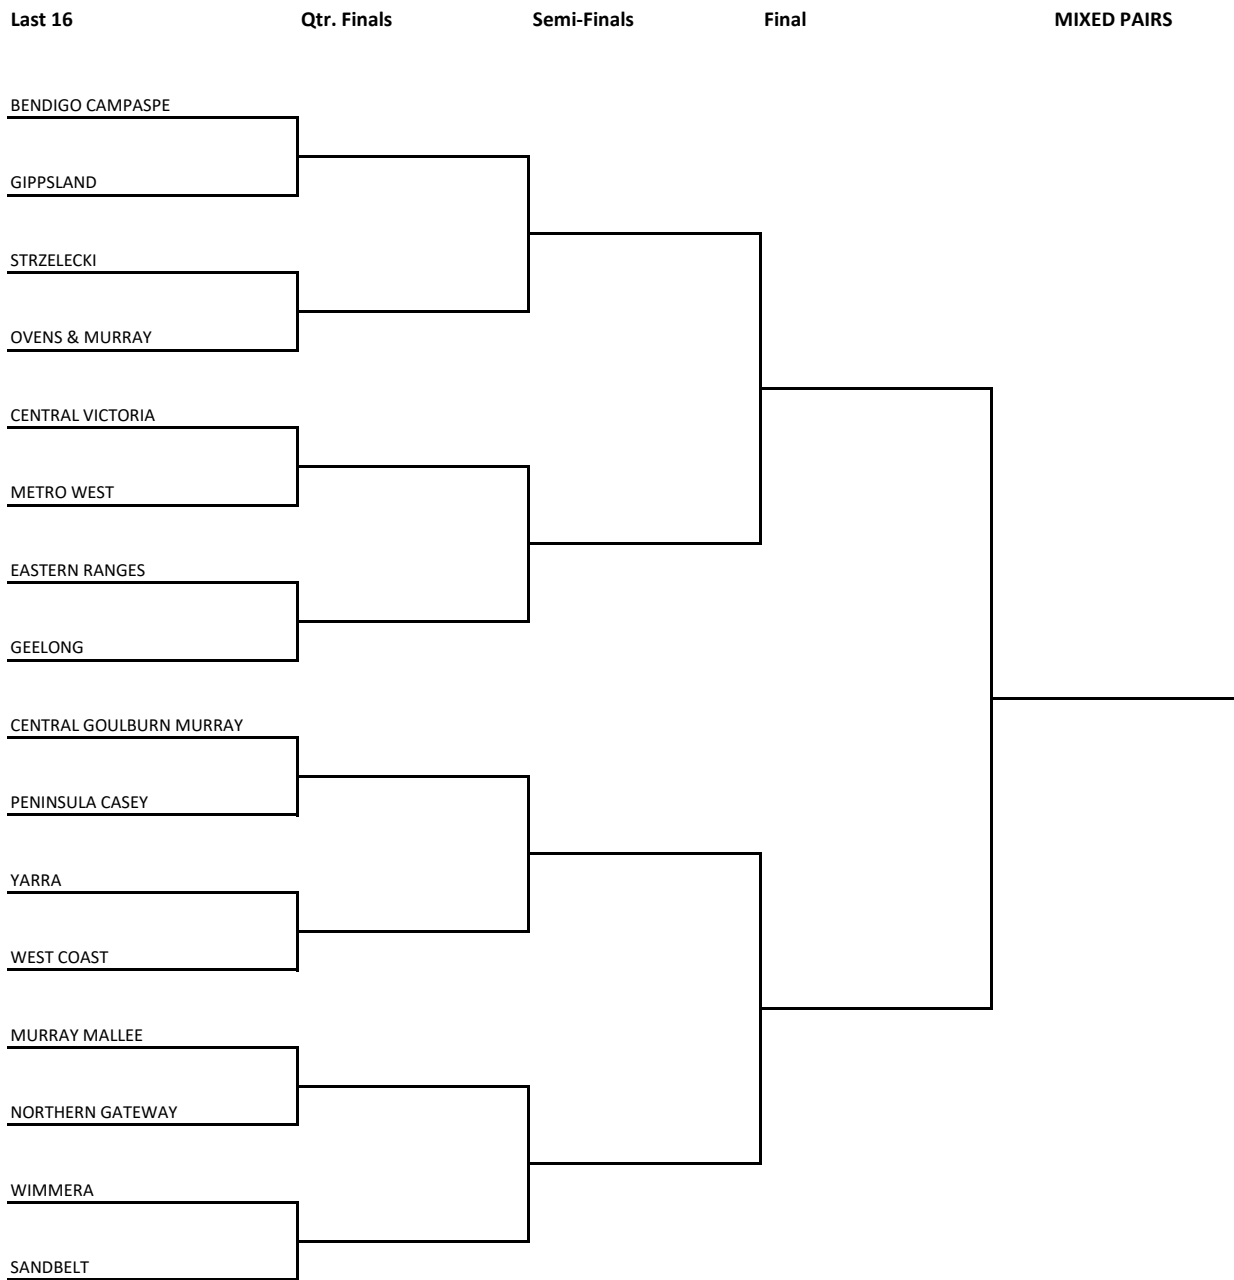 Last 16 Qtr. Finals Semi-Finals Final MIXED PAIRS
BENDIGO CAMPASPE
GIPPSLAND
STRZELECKI
OVENS & MURRAY
CENTRAL VICTORIA
METRO WEST
EASTERN RANGES
GEELONG
CENTRAL GOULBURN MURRAY
PENINSULA CASEY
YARRA
WEST COAST
MURRAY MALLEE
NORTHERN GATEWAY
WIMMERA
SANDBELT